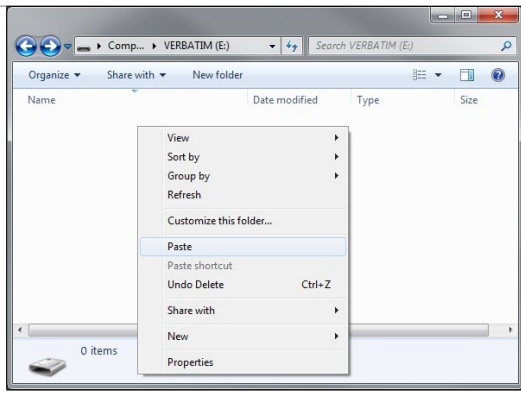 Comp... VERBATIM (E:) Search VERBATIM (E:)
Organize Share with New folder
Name Date modified Type Size
View
Sort by
Group by
Refresh
Customize this folder...
Paste
Paste shortcut
Undo Delete Ctrl+Z
Share with
New
Properties
0 items